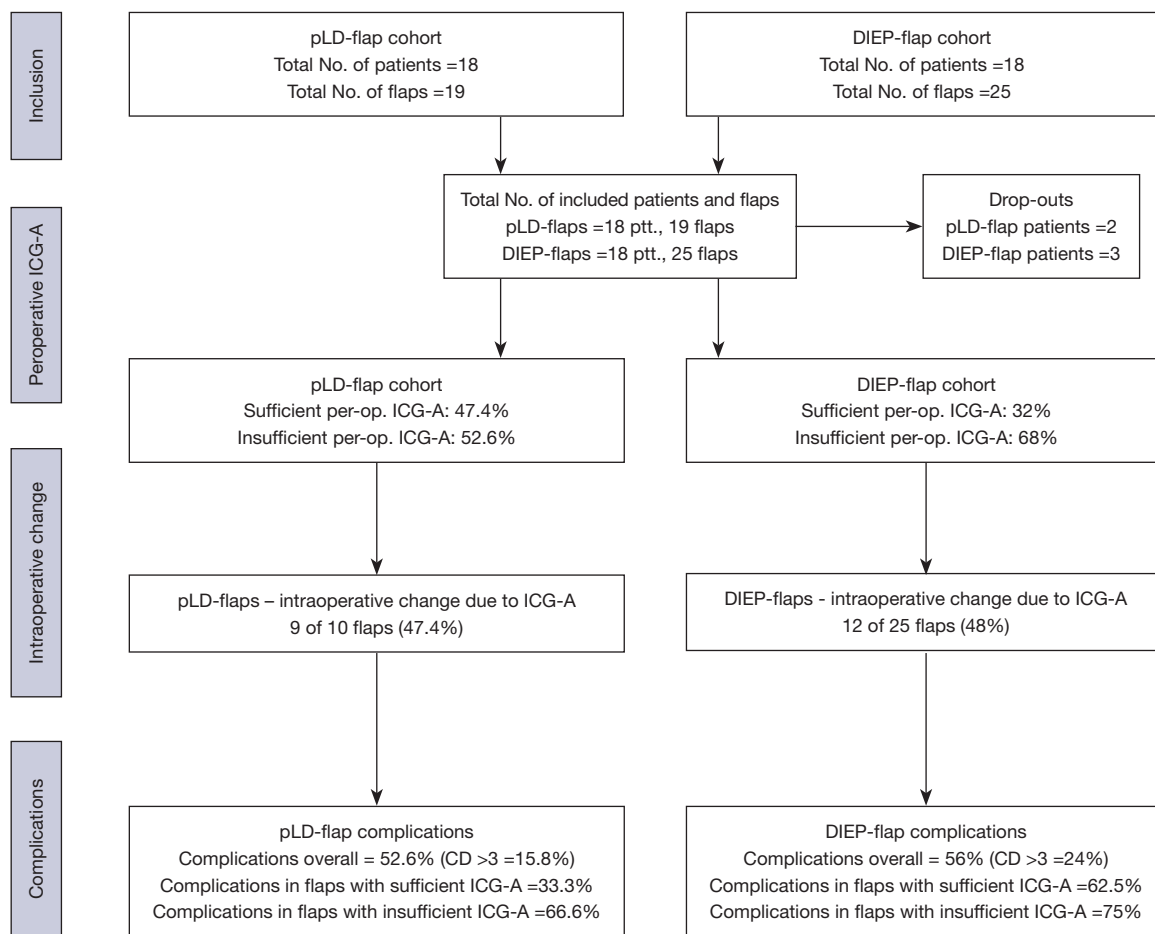 Inclusion
pLD-flap cohort
Total No. of patients =18
Total No. of flaps =19
DIEP-flap cohort
Total No. of patients =18
Total No. of flaps =25
Peroperative ICG-A
Total No. of included patients and flaps
pLD-flaps =18 ptt., 19 flaps
DIEP-flaps =18 ptt., 25 flaps
Drop-outs
pLD-flap patients =2
DIEP-flap patients =3
pLD-flap cohort
Sufficient per-op. ICG-A: 47.4%
Insufficient per-op. ICG-A: 52.6%
DIEP-flap cohort
Sufficient per-op. ICG-A: 32%
Insufficient per-op. ICG-A: 68%
Intraoperative change
pLD-flaps – intraoperative change due to ICG-A
9 of 10 flaps (47.4%)
DIEP-flaps - intraoperative change due to ICG-A
12 of 25 flaps (48%)
Complications
pLD-flap complications
Complications overall = 52.6% (CD >3 =15.8%)
Complications in flaps with sufficient ICG-A =33.3%
Complications in flaps with insufficient ICG-A =66.6%
DIEP-flap complications
Complications overall = 56% (CD >3 =24%)
Complications in flaps with sufficient ICG-A =62.5%
Complications in flaps with insufficient ICG-A =75%